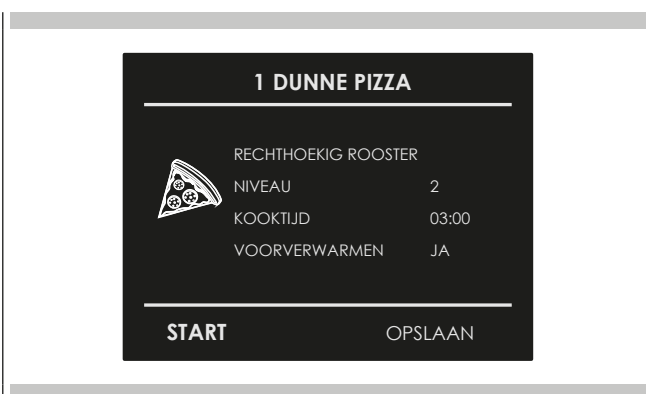 1 DUNNE PIZZA
RECHTHOEKIG ROOSTER
NIVEAU 2
KOOKTIJD 03:00
VOORVERWARMEN JA
START OPSLAAN